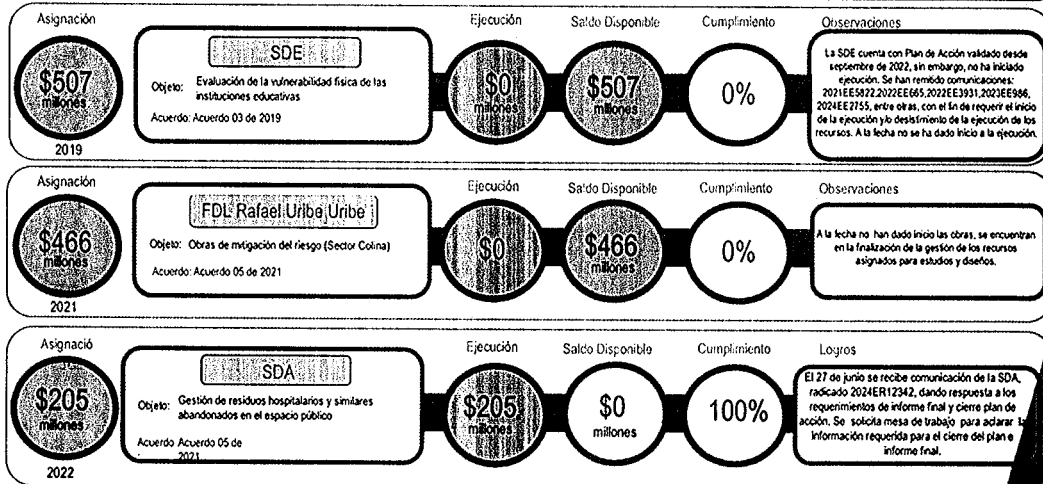 Asignación
$507
millones
2019
SDE
Objeto: Evaluación de la vulnerabilidad física de las
instituciones educativas
Acuerdo: Acuerdo 03 de 2019
Ejecución
$0
Saldo Disponible
$507
millones
Cumplimiento
0%
Observaciones
La SDE cuenta con Plan de Acción validado desde
septiembre de 2022, sin embargo, no ha iniciado
ejecución. Se han remitido comunicaciones:
2021EE5822,2022EE665,2022EE3931,2023EE986,
2024EE2755, entre otras, con el fin de requerir el inicio
de la ejecución y/o desistimiento de la ejecución de los
recursos. A la fecha no se ha dado inicio a la ejecución.
Asignación
$466
millones
2021
FDL Rafael Uribe Uribe
Objeto: Obras de mitigación del riesgo (Sector Colina)
Acuerdo: Acuerdo 05 de 2021
Ejecución
$0
Saldo Disponible
$466
millones
Cumplimiento
0%
Observaciones
A la fecha no han dado inicio las obras, se encuentran
en la finalización de la gestión de los recursos
asignados para estudios y diseños.
Asignació
$205
millones
2022
SDA
Objeto: Gestión de residuos hospitalarios y similares
abandonados en el espacio público
Acuerdo Acuerdo 05 de
2021
Ejecución
$205
millones
Saldo Disponible
$0
millones
Cumplimiento
100%
Logros
El 27 de junio se recibe comunicación de la SDA,
radicado 2024ER12342, dando respuesta a los
requerimientos de informe final y cierre plan de
acción. Se solicita mesa de trabajo para aclarar la
información requerida para el cierre del plan e
informe final.